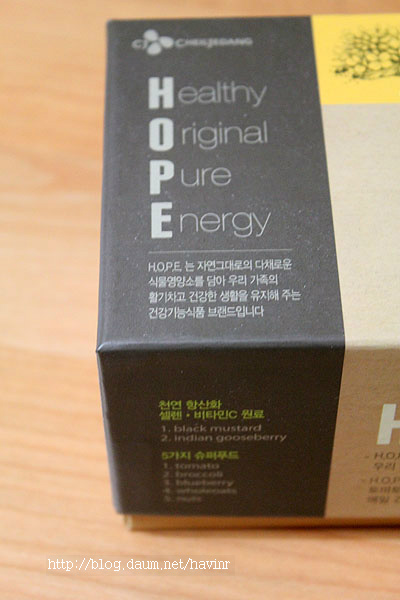 CJ CHEILJEDANG
Healthy
Original
Pure
Energy
H.O.P.E. 는 자연그대로의 다채로운
식물영양소를 담아 우리 가족의
활기차고 건강한 생활을 유지해 주는
건강기능식품 브랜드입니다
천연 항산화
셀렌·비타민C 원료
1. black mustard
2. indian gooseberry
5가지 슈퍼푸드
1. tomato
2. broccoli
3. blueberry
4. wholeoats
5. nuts
H
- H.O.P
우리
- H.O.P
매일
http://blog.daum.net/havinr